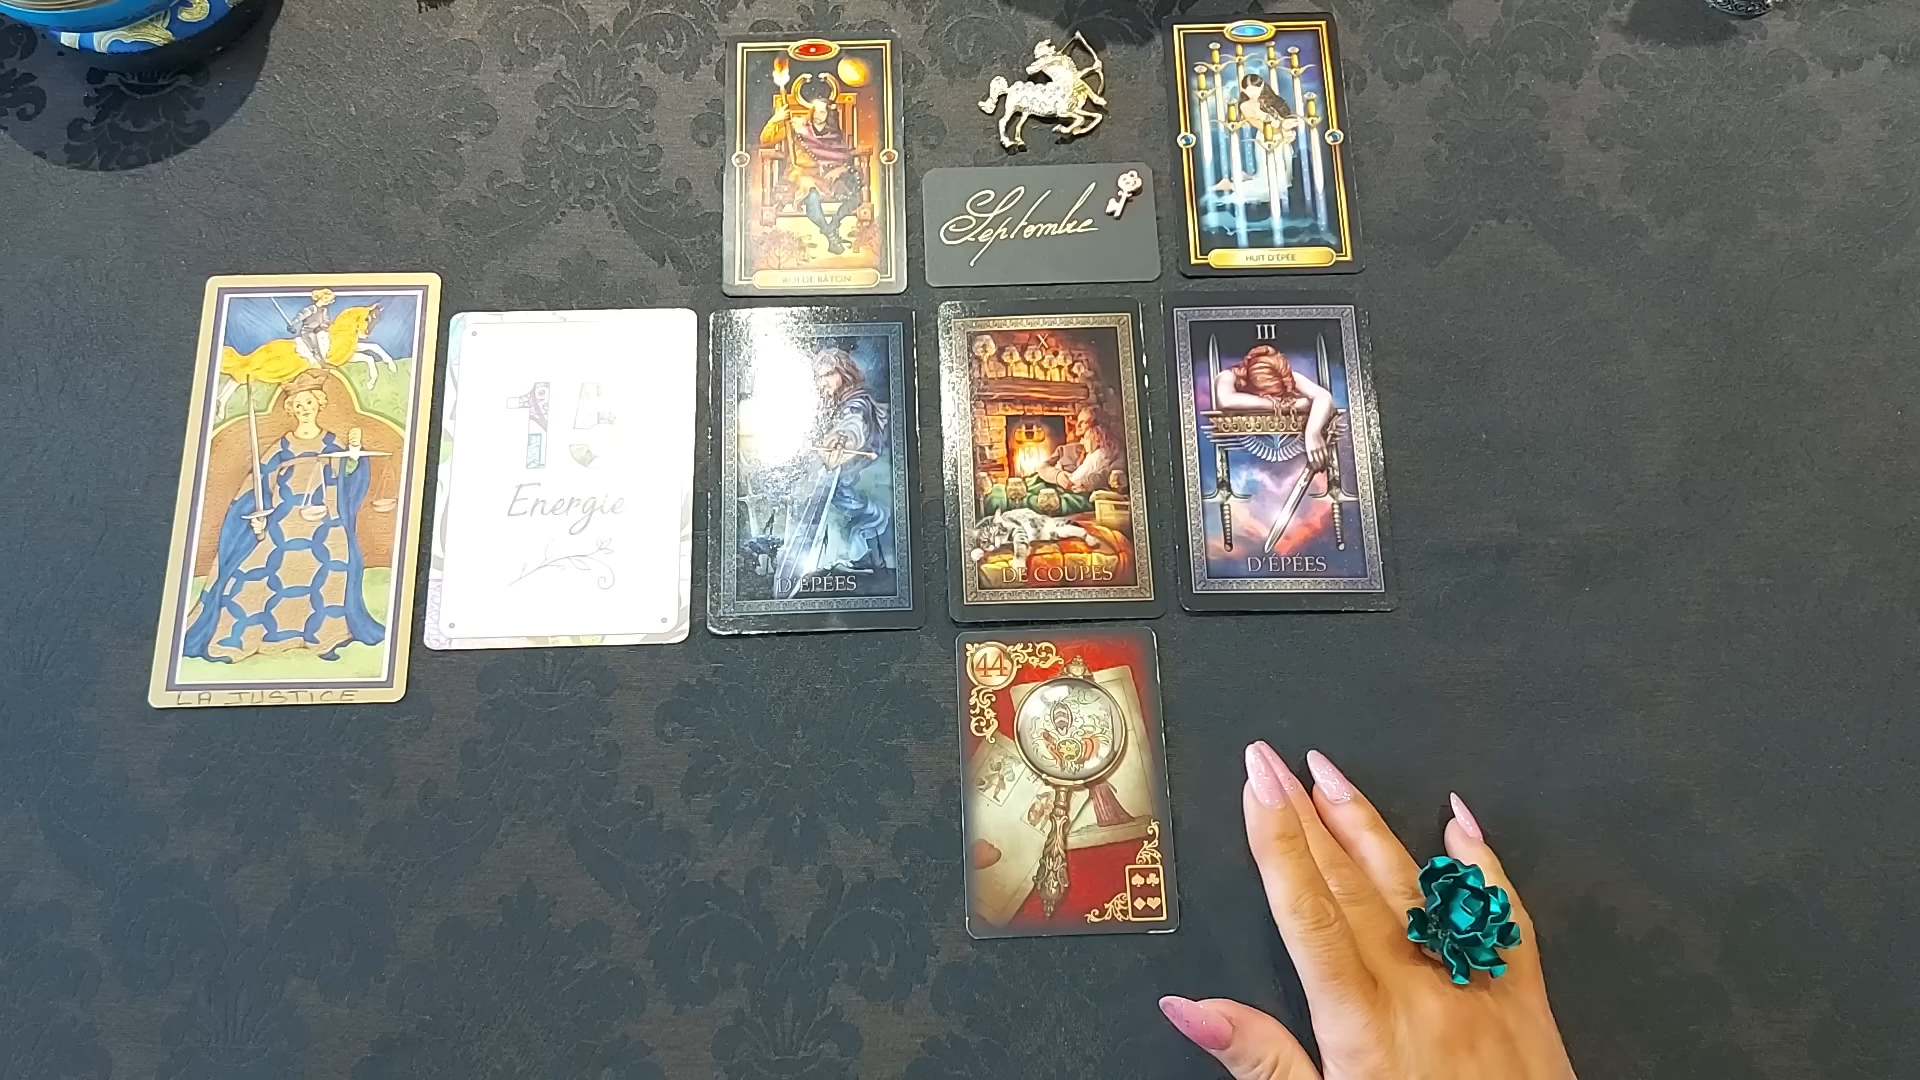 ROI DE BÂTON
Septembre
HUIT D'ÉPÉE
LA JUSTICE
15
Energie
D'ÉPÉES
X
DE COUPES
III
D'ÉPÉES
44